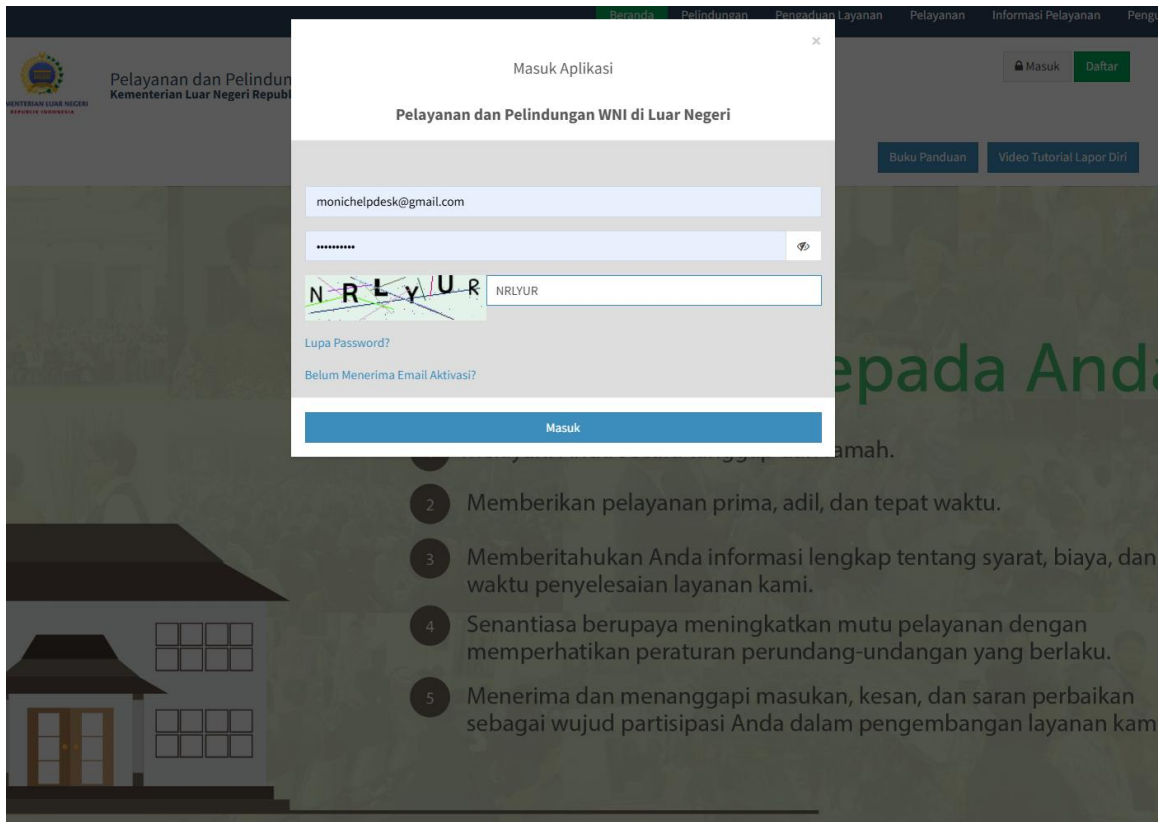 Beranda Pelindungan Pengaduan Layanan Pelayanan Informasi Pelayanan
×
Masuk Aplikasi
Masuk Daftar
KEMENTERIAN LUAR NEGERI
REPUBLIK INDONESIA
Pelayanan dan Pelindun
Kementerian Luar Negeri Republ
Pelayanan dan Pelindungan WNI di Luar Negeri
Buku Panduan Video Tutorial Lapor Diri
monichelpdesk@gmail.com
••••••••••
NRLYUR NRLYUR
Lupa Password?
Belum Menerima Email Aktivasi?
epada Anda
Masuk
amah.
2 Memberikan pelayanan prima, adil, dan tepat waktu.
3 Memberitahukan Anda informasi lengkap tentang syarat, biaya, dan
waktu penyelesaian layanan kami.
4 Senantiasa berupaya meningkatkan mutu pelayanan dengan
memperhatikan peraturan perundang-undangan yang berlaku.
5 Menerima dan menanggapi masukan, kesan, dan saran perbaikan
sebagai wujud partisipasi Anda dalam pengembangan layanan kam